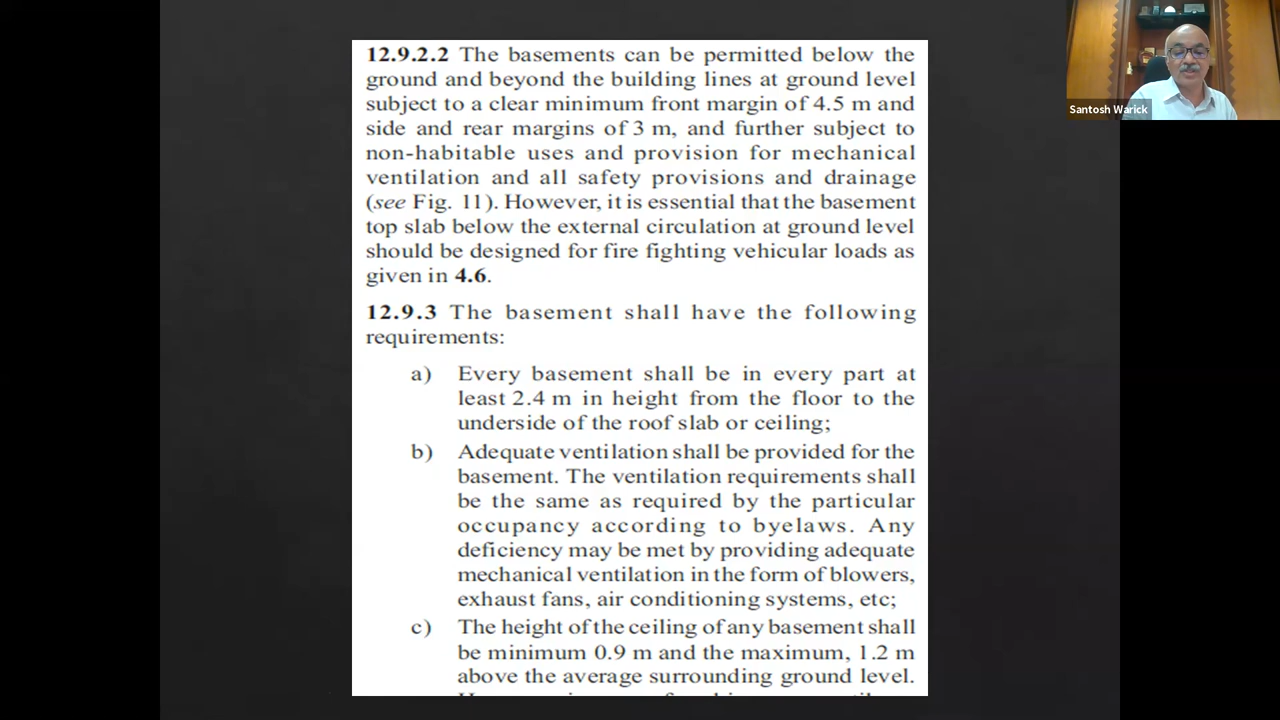 12.9.2.2 The basements can be permitted below the
ground and beyond the building lines at ground level
subject to a clear minimum front margin of 4.5 m and
side and rear margins of 3 m, and further subject to
non-habitable uses and provision for mechanical
ventilation and all safety provisions and drainage
(see Fig. 11). However, it is essential that the basement
top slab below the external circulation at ground level
should be designed for fire fighting vehicular loads as
given in 4.6.
12.9.3 The basement shall have the following
requirements:
a) Every basement shall be in every part at
least 2.4 m in height from the floor to the
underside of the roof slab or ceiling;
b) Adequate ventilation shall be provided for the
basement. The ventilation requirements shall
be the same as required by the particular
occupancy according to byelaws. Any
deficiency may be met by providing adequate
mechanical ventilation in the form of blowers,
exhaust fans, air conditioning systems, etc;
c) The height of the ceiling of any basement shall
be minimum 0.9 m and the maximum, 1.2 m
above the average surrounding ground level.
Santosh Warick